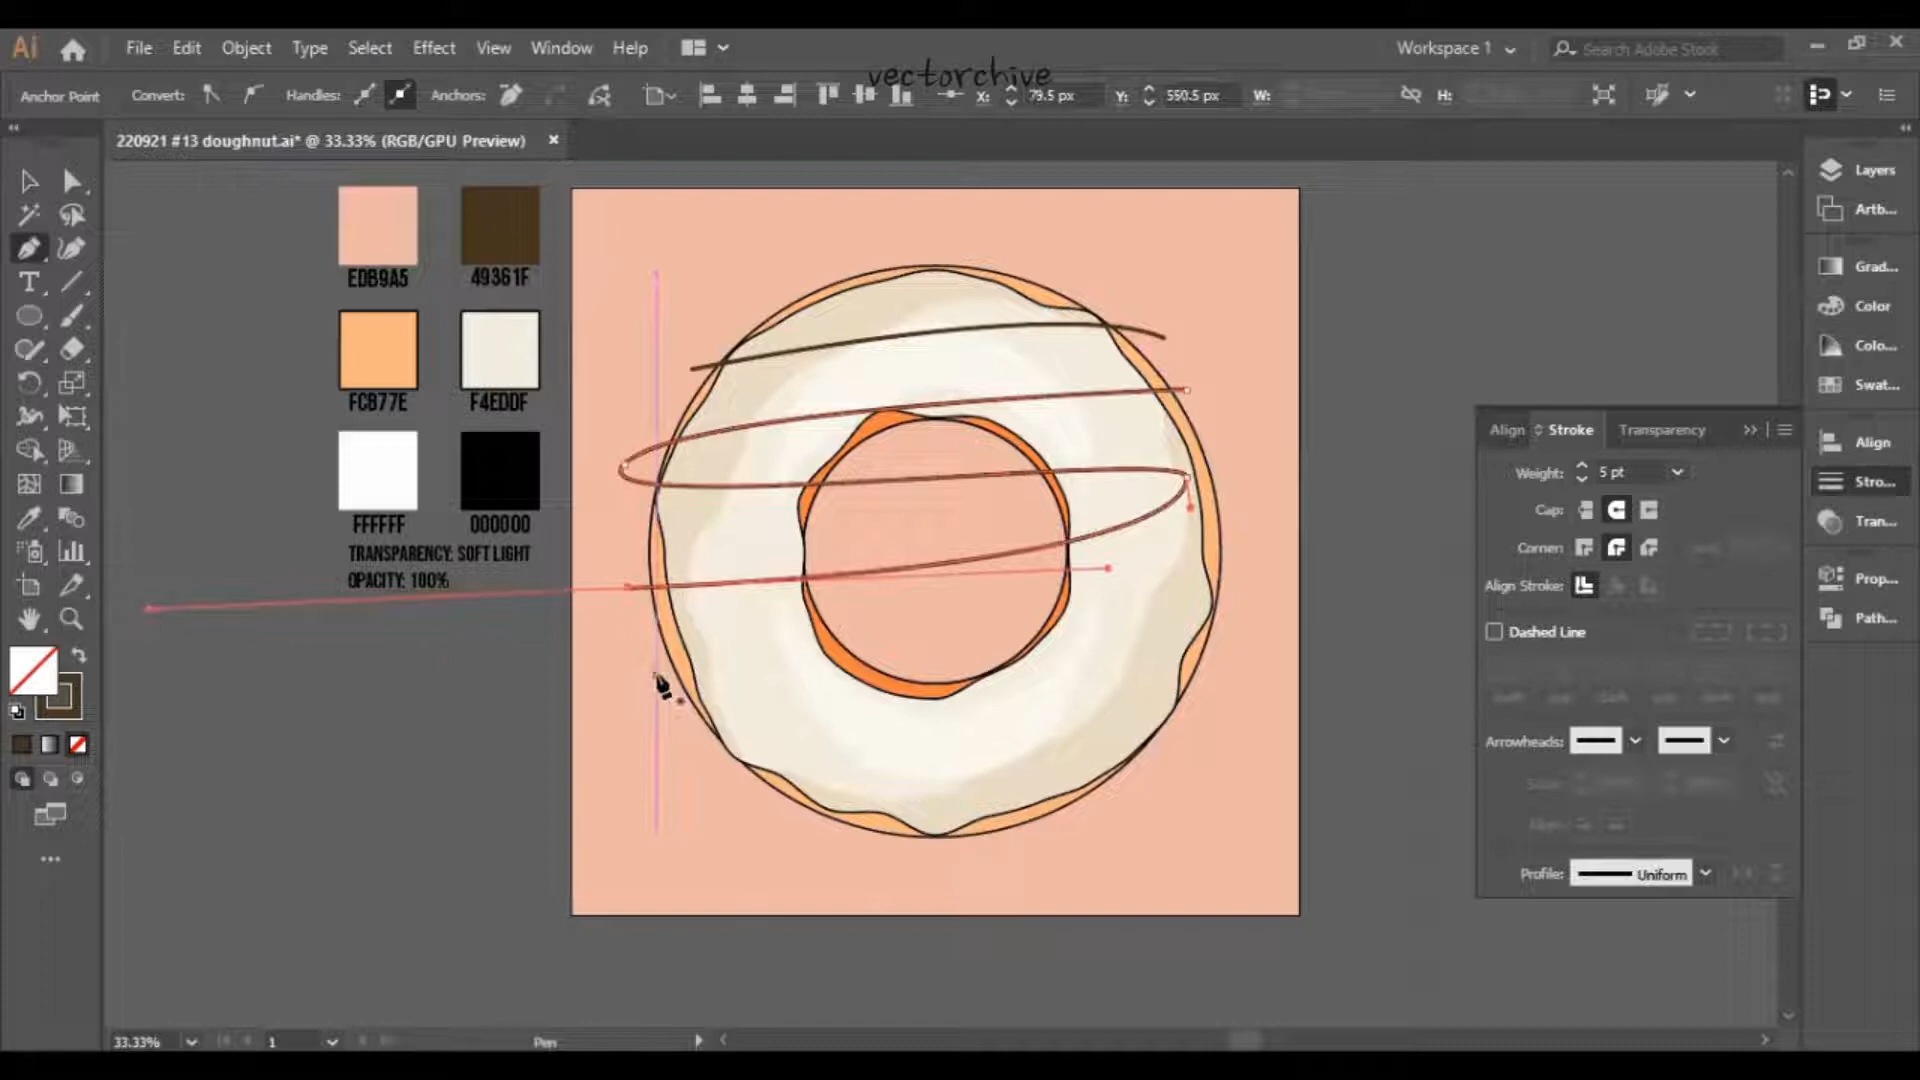 Ai File Edit Object Type Select Effect View Window Help Workspace 1 Search Adobe Stock
vectorchive
Anchor Point Convert: Handles: Anchors: X: 79.5 px Y: 550.5 px W: H:
220921 #13 doughnut.ai* @ 33.33% (RGB/GPU Preview)
Layers
Artb...
Grad...
Color
Colo...
Swat...
Align
Stro...
Tran...
Prop...
Path...
EDB9A5 49361F
FCB77E F4EDDF
FFFFFF 000000
TRANSPARENCY: SOFT LIGHT
OPACITY: 100%
Align Stroke Transparency
Weight: 5 pt
Cap:
Corner:
Align Stroke:
Dashed Line
Arrowheads:
Profile: Uniform
33.33% 1 Pen